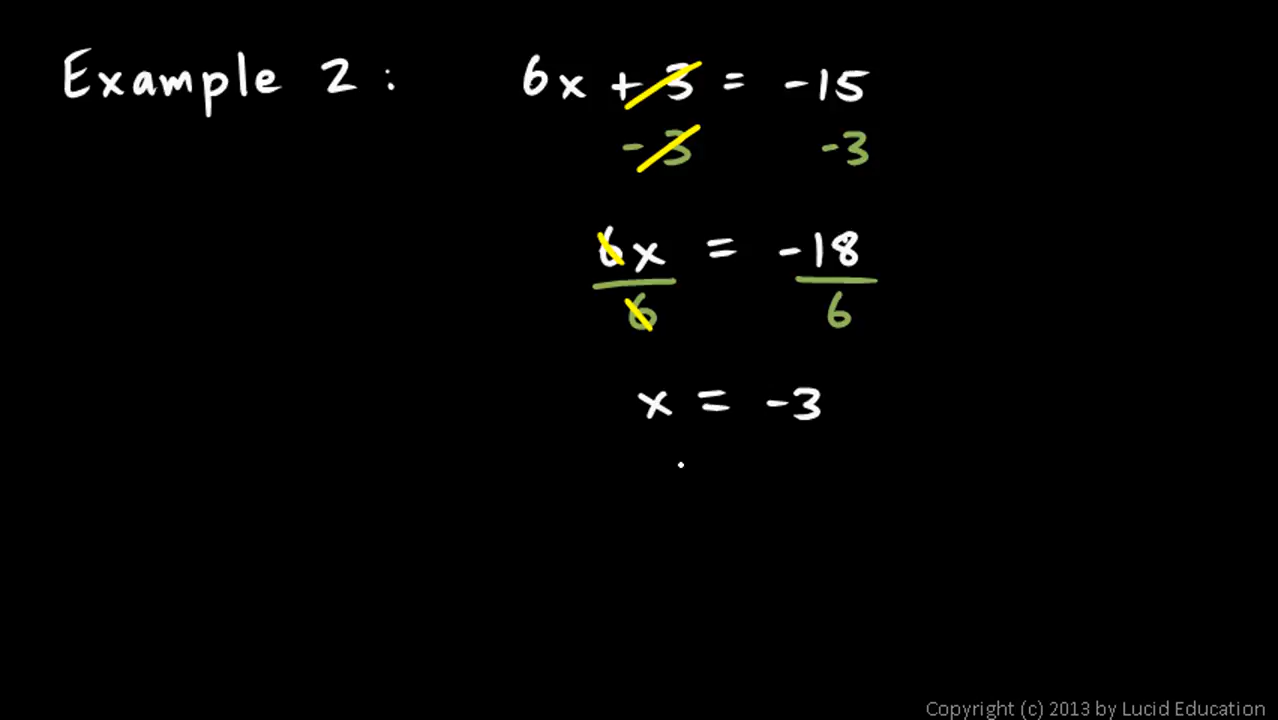 Example 2: 6x + 3 = -15
-3 -3
6x = -18
6 6
x = -3
Copyright (c) 2013 by Lucid Education